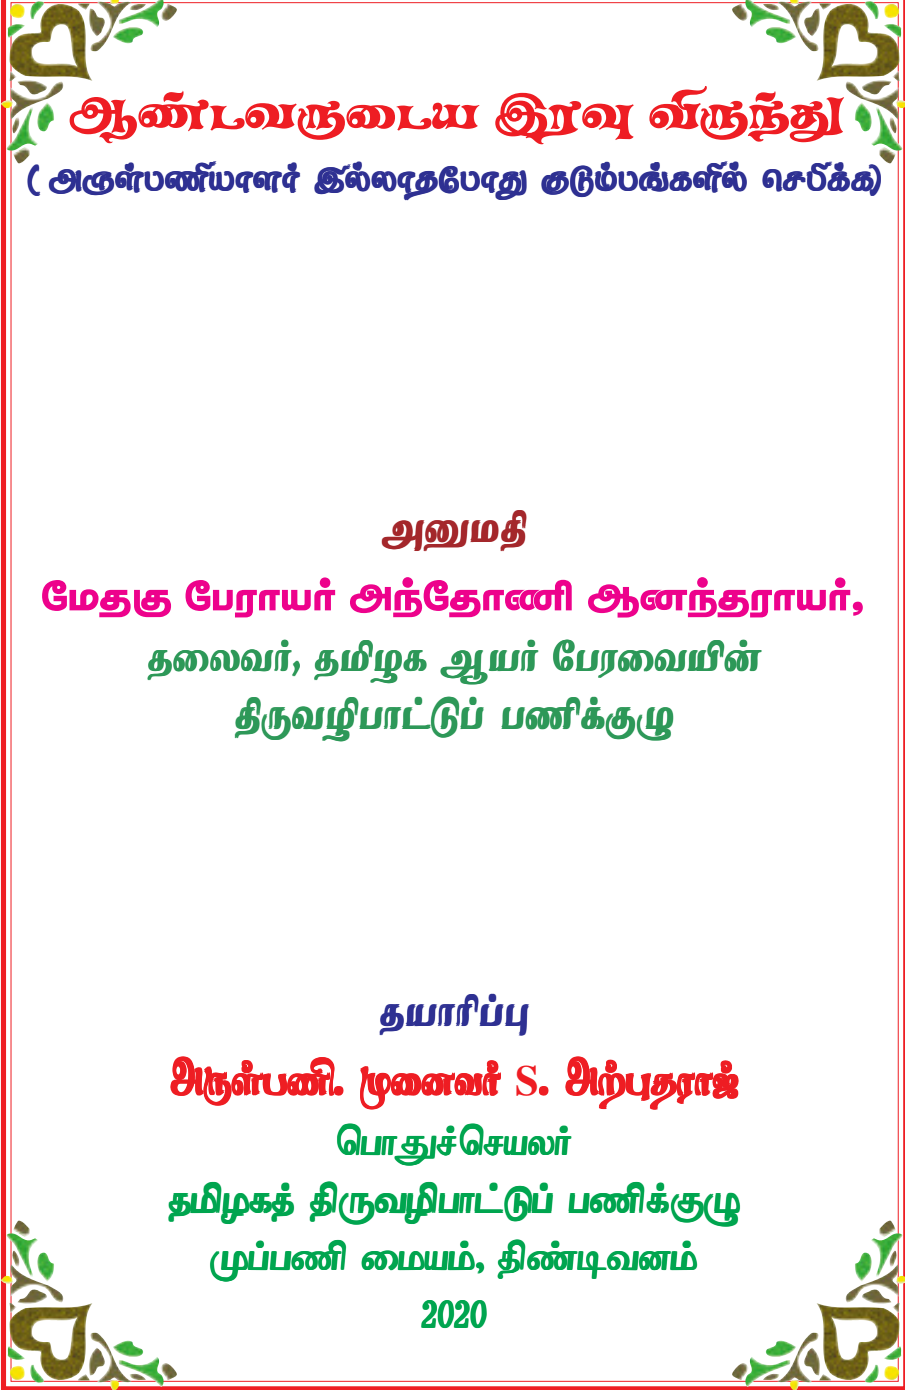 ஆண்டவருடைய இரவு விருந்து
( அருள்பணியாளர் இல்லாதபோது குடும்பங்களில் செபிக்க)
அனுமதி
மேதகு பேராயர் அந்தோணி ஆனந்தராயர்,
தலைவர், தமிழக ஆயர் பேரவையின்
திருவழிபாட்டுப் பணிக்குழு
தயாரிப்பு
அருள்பணி. முனைவர் S. அற்புதராஜ்
பொதுச்செயலர்
தமிழகத் திருவழிபாட்டுப் பணிக்குழு
முப்பணி மையம், திண்டிவனம்
2020